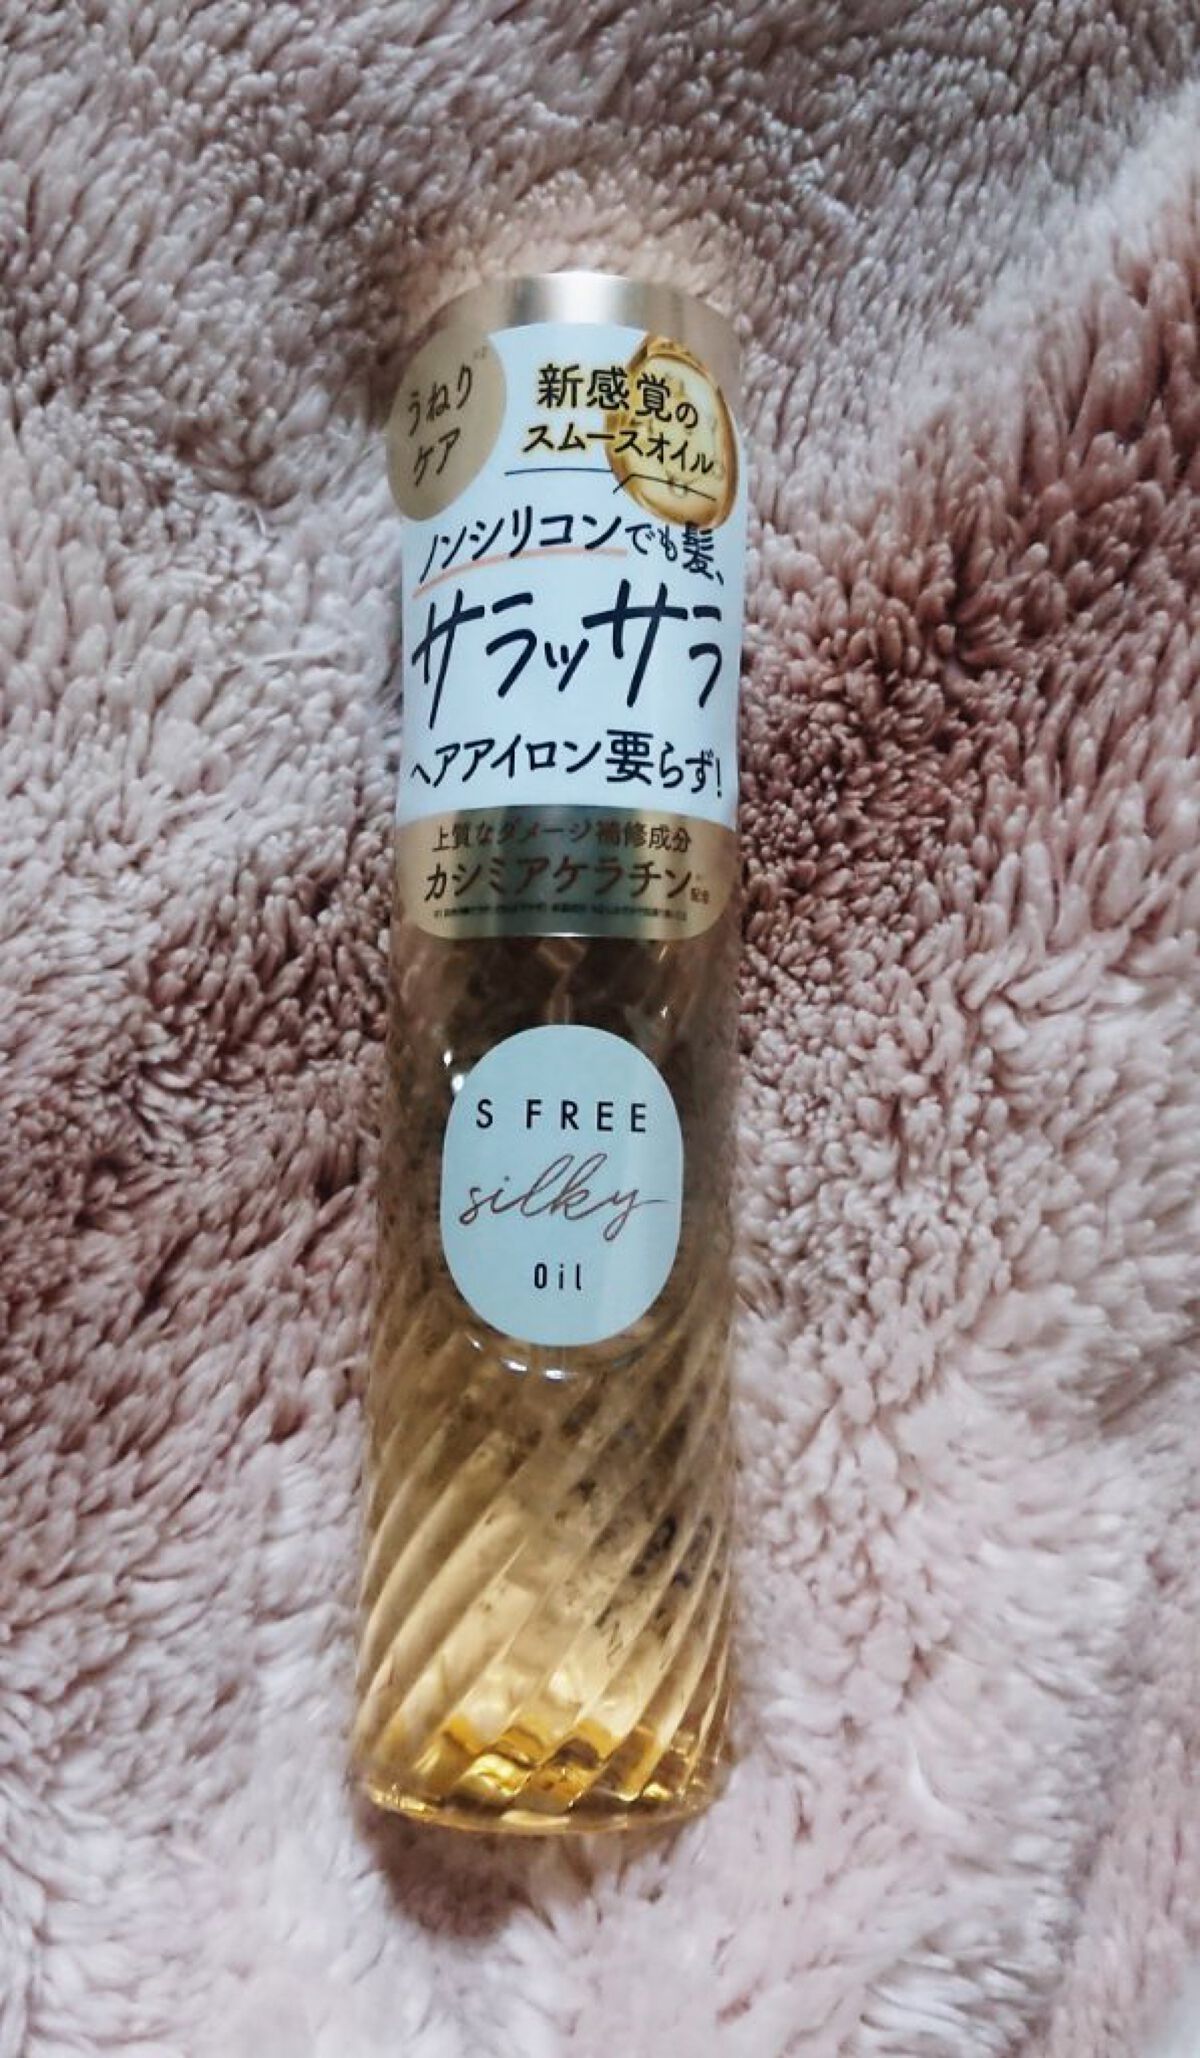 うねり
ケア
新感覚の
スムースオイル
ノンシリコンでも髪、
サラッサラ
ヘアアイロン要らず!
上質なダメージ補修成分
カシミアケラチン配合
S FREE
silky
Oil